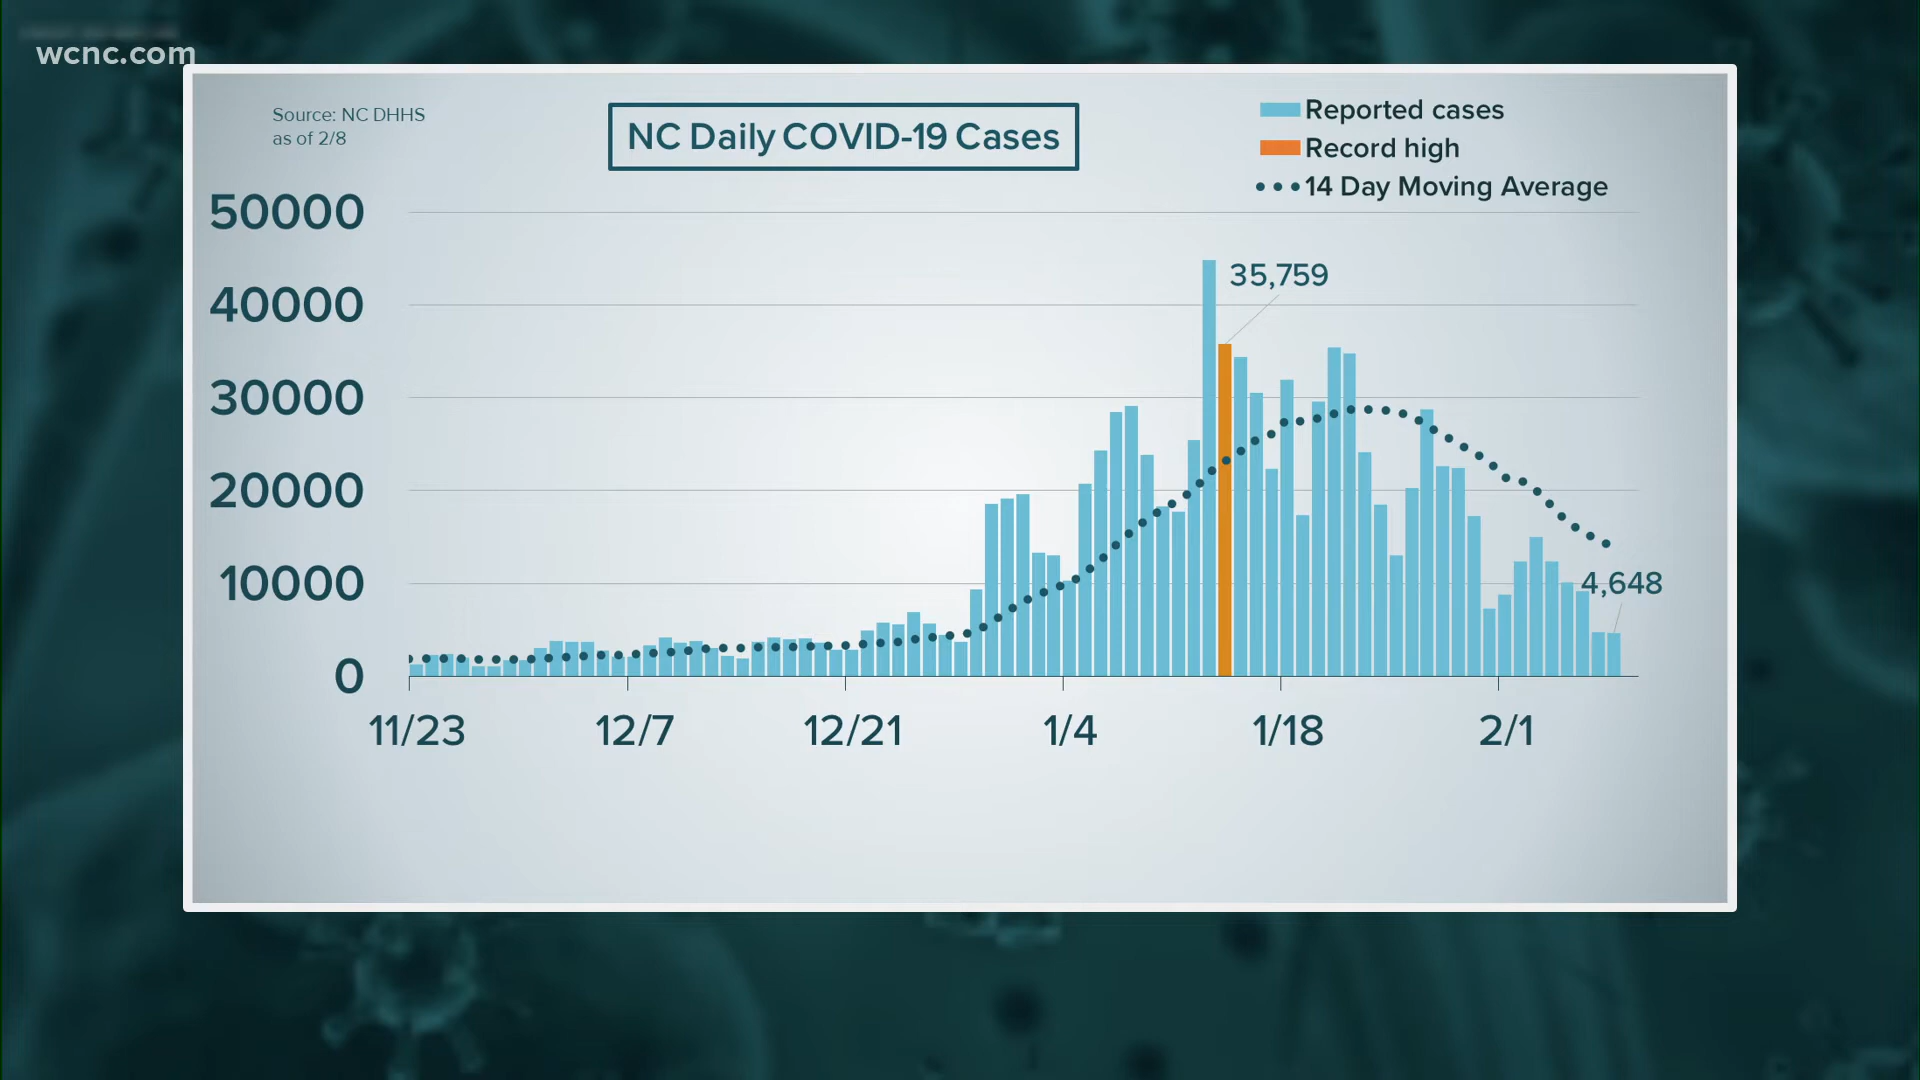 wcnc.com
Source: NC DHHS
as of 2/8
NC Daily COVID-19 Cases
Reported cases
Record high
14 Day Moving Average
50000
40000
30000
20000
10000
0
35,759
4,648
11/23
12/7
12/21
1/4
1/18
2/1